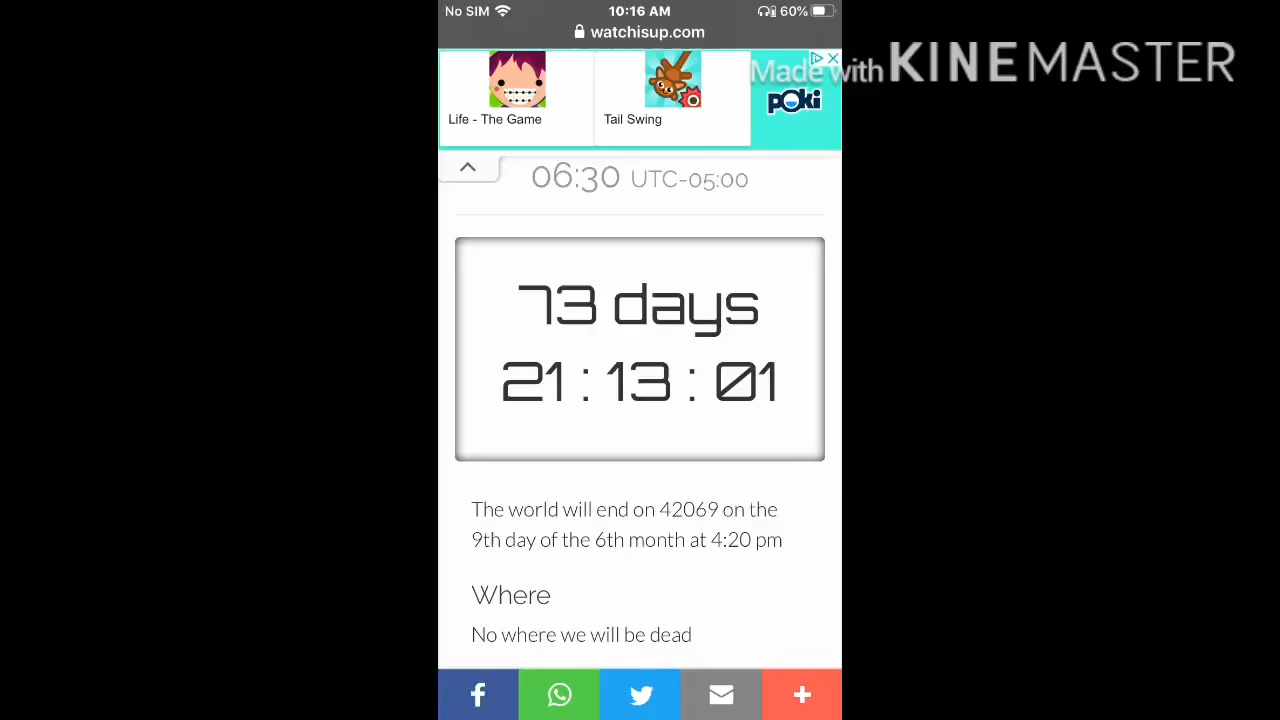 No SIM 10:16 AM 60%
watchisup.com
Made with KINEMASTER
poki
Life - The Game Tail Swing
06:30 UTC-05:00
73 days
21 : 13 : 01
The world will end on 42069 on the
9th day of the 6th month at 4:20 pm
Where
No where we will be dead